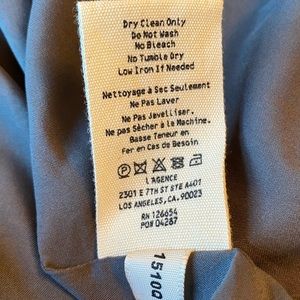 Dry Clean Only
Do Not Wash
No Bleach
No Tumble Dry
Low Iron If Needed
Nettoyage à Sec Seulement
Ne Pas Laver
Ne Pas Javelliser.
Ne pas Sècher à la Machine.
Basse Teneur en
Fer en Cas de Besoin
L'AGENCE
2301 E 7TH ST STE A401
LOS ANGELES, CA. 90023
RN 126654
PO# 04287
15100